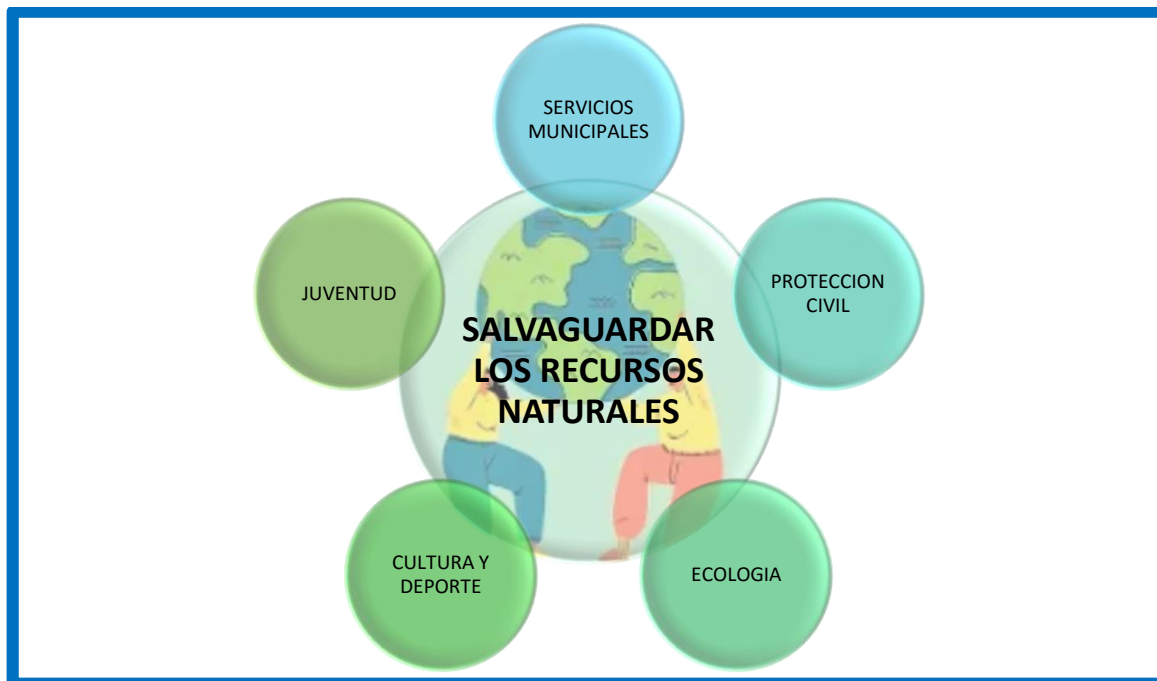 SERVICIOS
MUNICIPALES
JUVENTUD
PROTECCION
CIVIL
SALVAGUARDAR
LOS RECURSOS
NATURALES
CULTURA Y
DEPORTE
ECOLOGIA